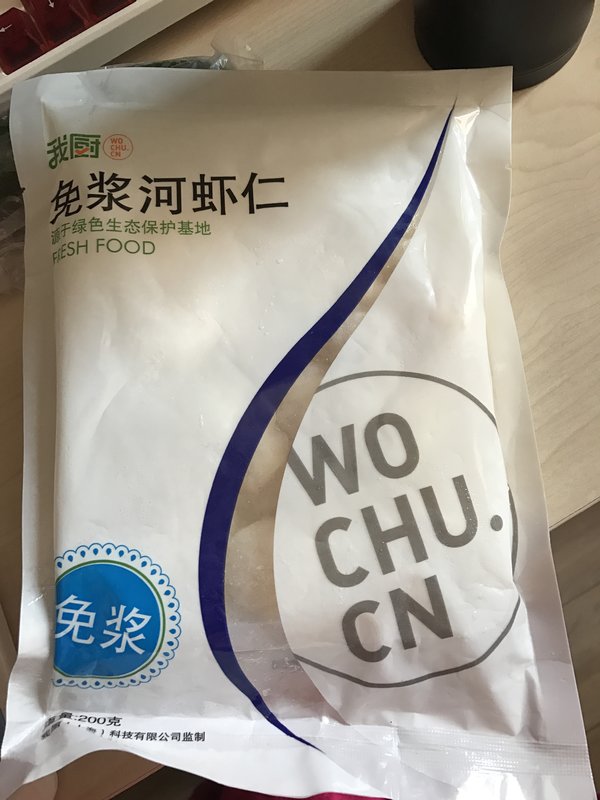 我厨
WO
CHU.
CN
免浆河虾仁
源于绿色生态保护基地
FRESH FOOD
WO
CHU.
CN
免浆
量:200克
科技有限公司监制